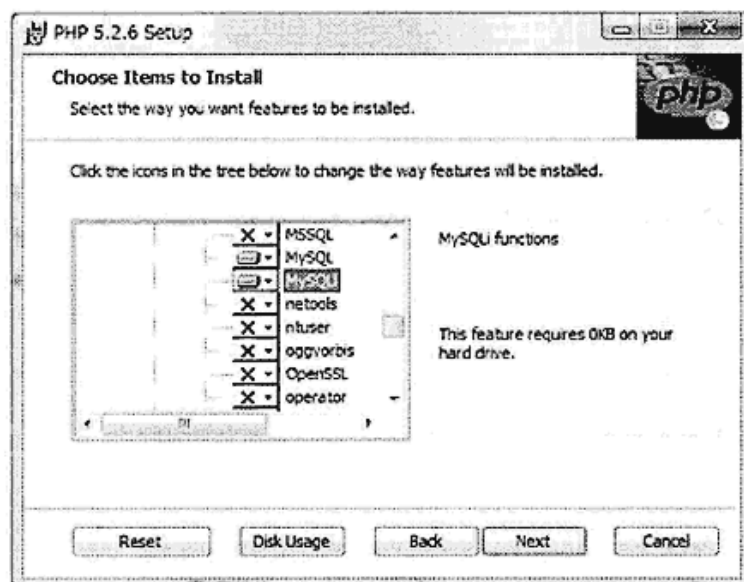 PHP 5.2.6 Setup
Choose Items to Install
Select the way you want features to be installed.
php
Click the icons in the tree below to change the way features will be installed.
MSSQL
MySQL
MySQLi
netools
ntuser
oggvorbis
OpenSSL
operator
MySQLi functions
This feature requires 0KB on your
hard drive.
Reset
Disk Usage
Back
Next
Cancel